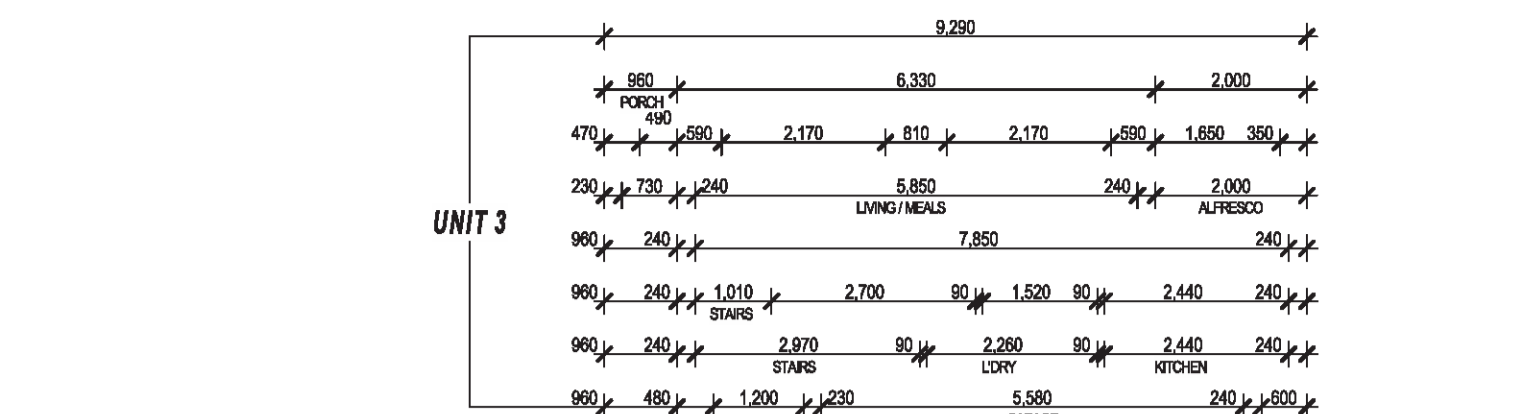 9,290
960 6,330 2,000
PORCH
490
470 590 2,170 810 2,170 590 1,650 350
230 730 240 5,850 240 2,000
LIVING / MEALS ALFRESCO
UNIT 3
960 240 7,850 240
960 240 1,010 2,700 90 1,520 90 2,440 240
STAIRS
960 240 2,970 90 2,260 90 2,440 240
STAIRS L'DRY KITCHEN
960 480 1,200 230 5,580 240 600